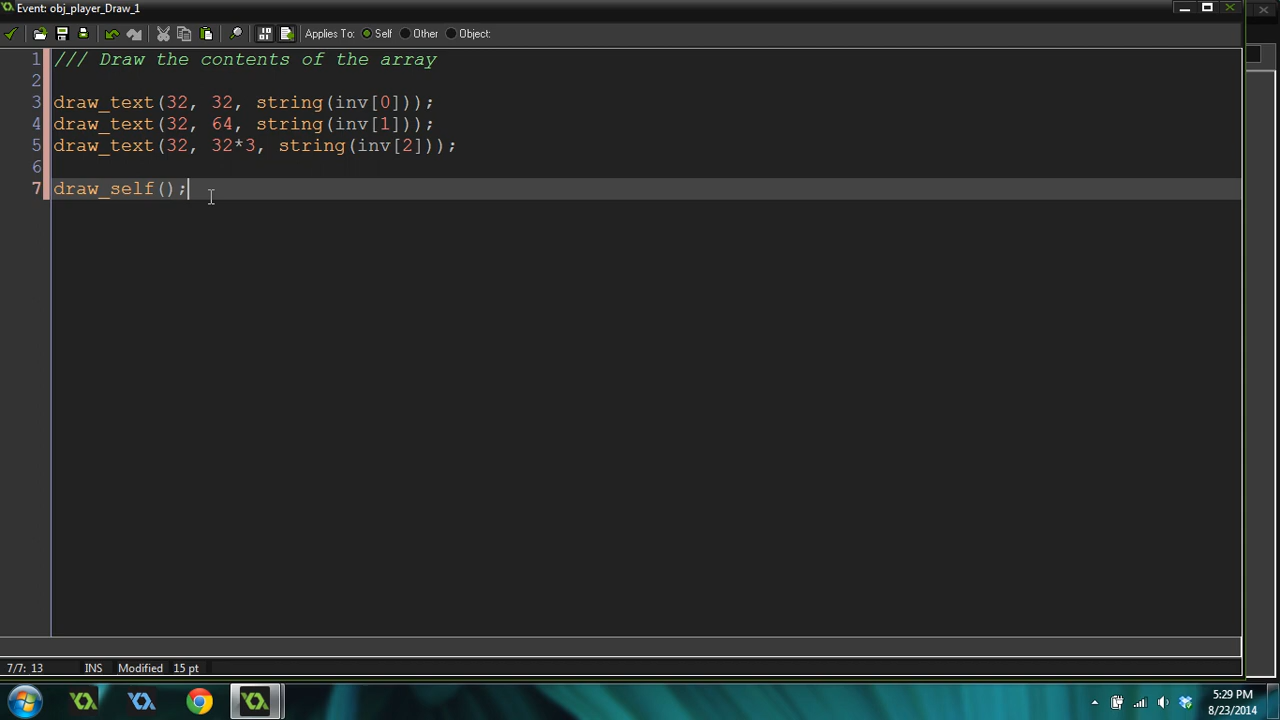 Event: obj_player_Draw_1
Applies To: Self Other Object:
1 /// Draw the contents of the array
2
3 draw_text(32, 32, string(inv[0]));
4 draw_text(32, 64, string(inv[1]));
5 draw_text(32, 32*3, string(inv[2]));
6
7 draw_self();
7/7: 13 INS Modified 15 pt
5:29 PM
8/23/2014